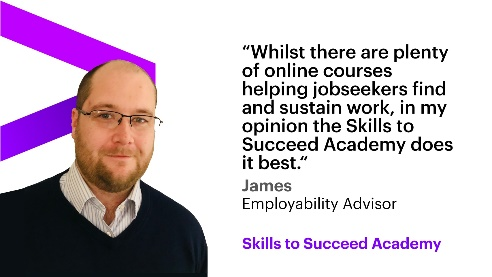 “Whilst there are plenty
of online courses
helping jobseekers find
and sustain work, in my
opinion the Skills to
Succeed Academy does
it best.“
James
Employability Advisor
Skills to Succeed Academy